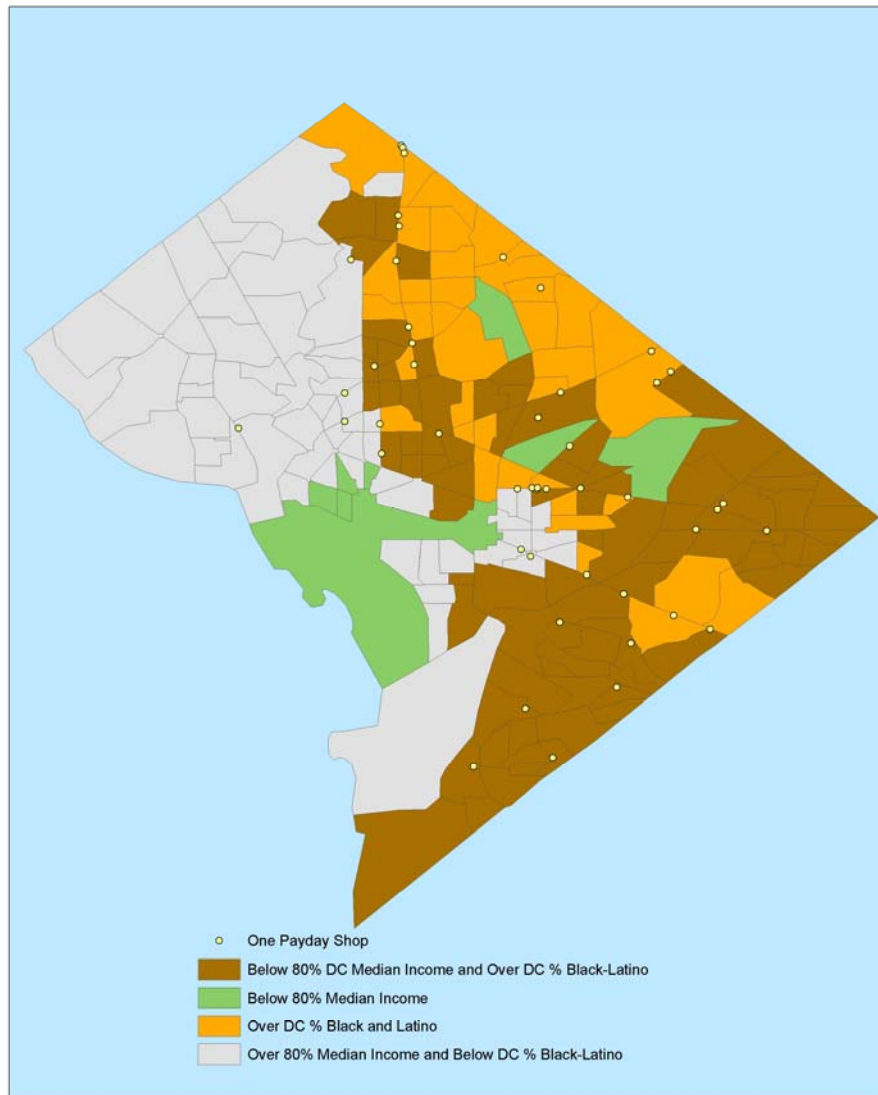 One Payday Shop
Below 80% DC Median Income and Over DC % Black-Latino
Below 80% Median Income
Over DC % Black and Latino
Over 80% Median Income and Below DC % Black-Latino